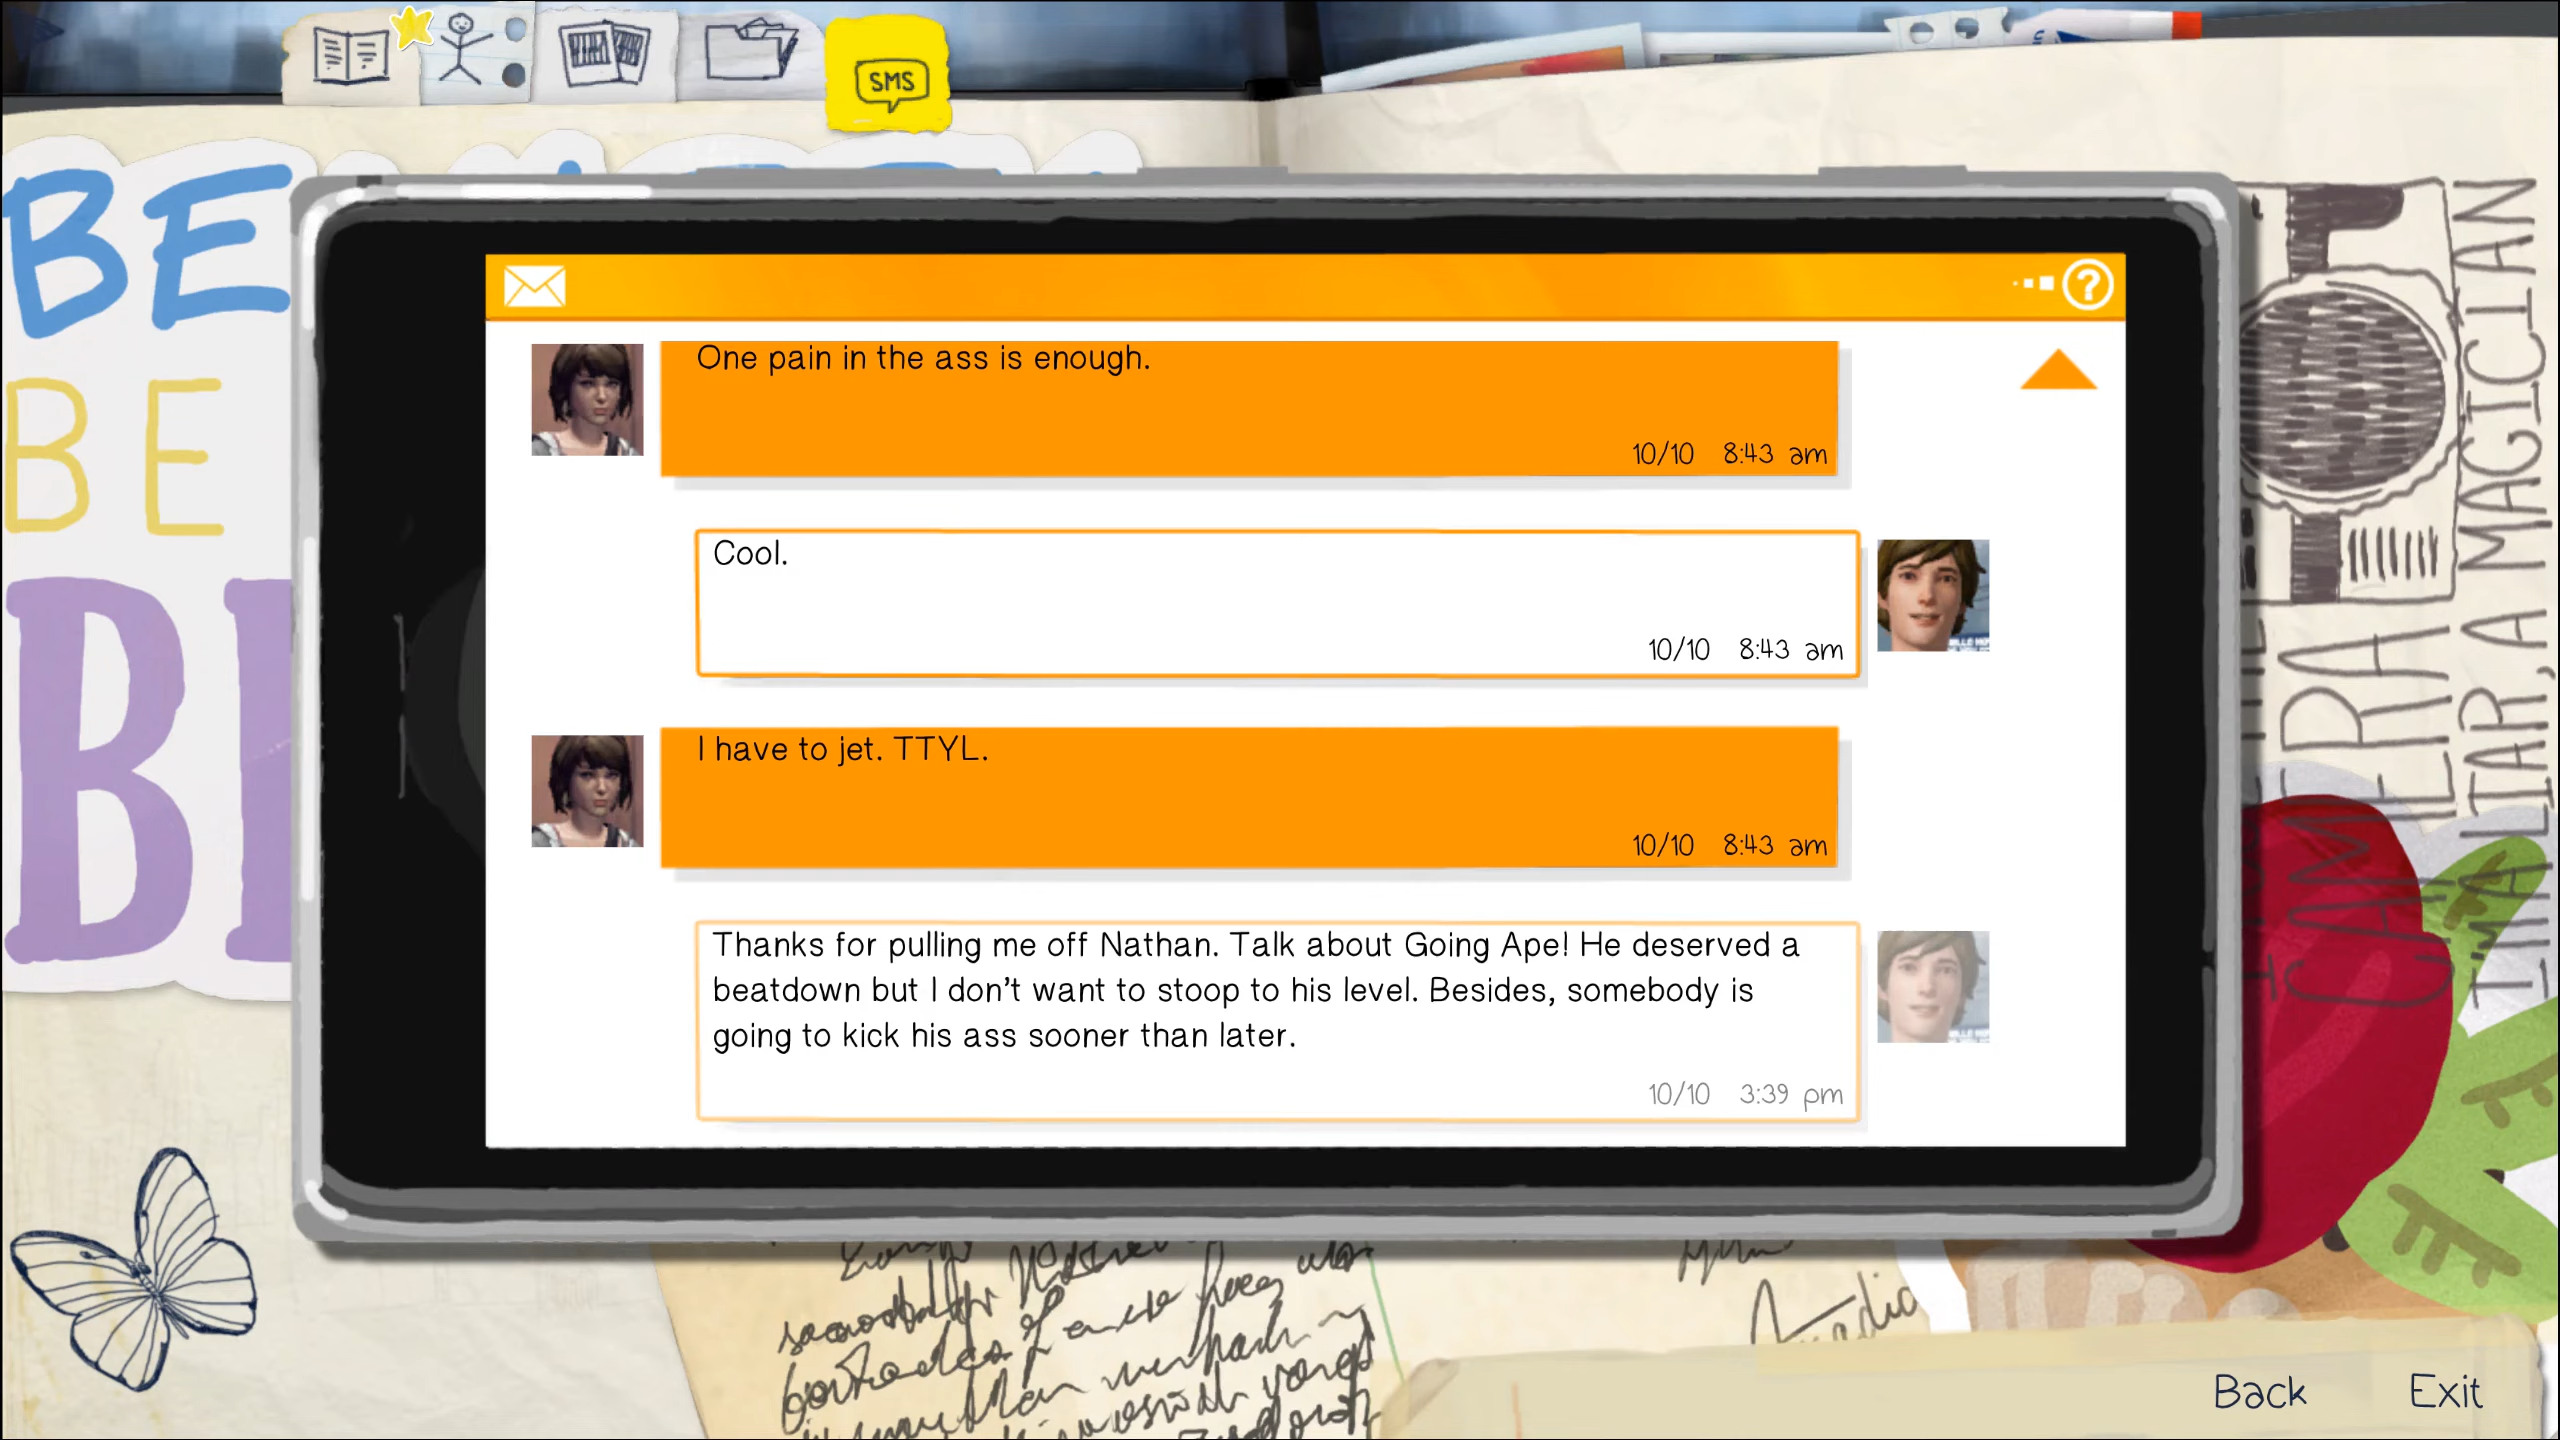 SMS
BE
BE
One pain in the ass is enough.
10/10 8:43 am
Cool.
10/10 8:43 am
I have to jet. TTYL.
10/10 8:43 am
Thanks for pulling me off Nathan. Talk about Going Ape! He deserved a
beatdown but I don't want to stoop to his level. Besides, somebody is
going to kick his ass sooner than later.
10/10 3:39 pm
CAMERA
LIAR, A MAGICIAN
Back Exit